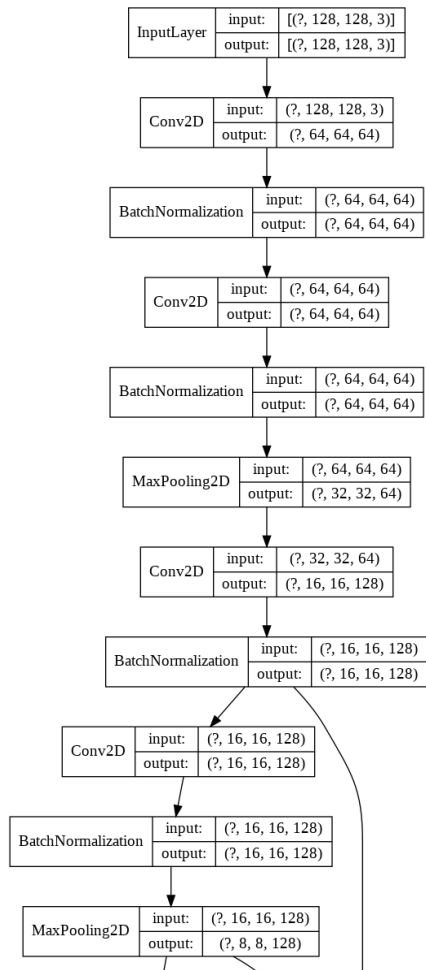 InputLayer
input: [(?, 128, 128, 3)]
output: [(?, 128, 128, 3)]
Conv2D
input: (?, 128, 128, 3)
output: (?, 64, 64, 64)
BatchNormalization
input: (?, 64, 64, 64)
output: (?, 64, 64, 64)
Conv2D
input: (?, 64, 64, 64)
output: (?, 64, 64, 64)
BatchNormalization
input: (?, 64, 64, 64)
output: (?, 64, 64, 64)
MaxPooling2D
input: (?, 64, 64, 64)
output: (?, 32, 32, 64)
Conv2D
input: (?, 32, 32, 64)
output: (?, 16, 16, 128)
BatchNormalization
input: (?, 16, 16, 128)
output: (?, 16, 16, 128)
Conv2D
input: (?, 16, 16, 128)
output: (?, 16, 16, 128)
BatchNormalization
input: (?, 16, 16, 128)
output: (?, 16, 16, 128)
MaxPooling2D
input: (?, 16, 16, 128)
output: (?, 8, 8, 128)